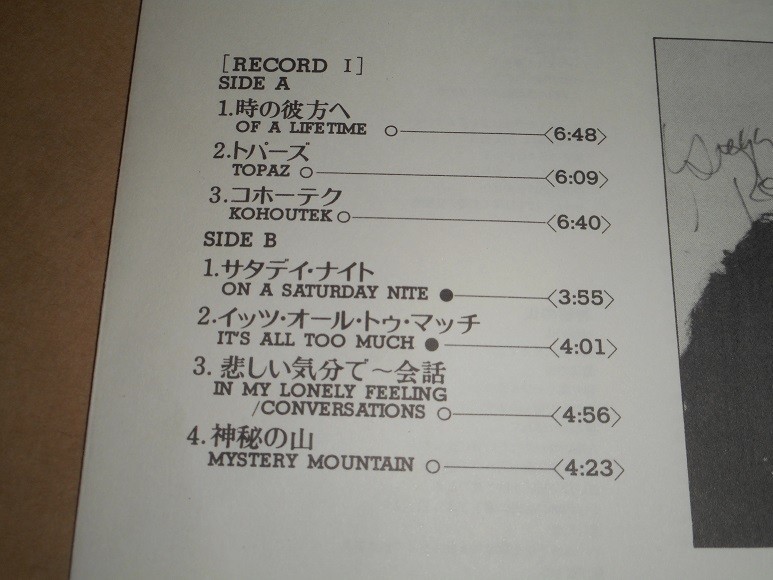 [RECORD I]
SIDE A
1.時の彼方へ
OF A LIFETIME ○——〈6:48〉
2.トパーズ
TOPAZ ○——〈6:09〉
3.コホーテク
KOHOUTEK ○——〈6:40〉
SIDE B
1.サタデイ・ナイト
ON A SATURDAY NITE ●——〈3:55〉
2.イッツ・オール・トゥ・マッチ
IT'S ALL TOO MUCH ●——〈4:01〉
3.悲しい気分で～会話
IN MY LONELY FEELING
/CONVERSATIONS ○——〈4:56〉
4.神秘の山
MYSTERY MOUNTAIN ○——〈4:23〉